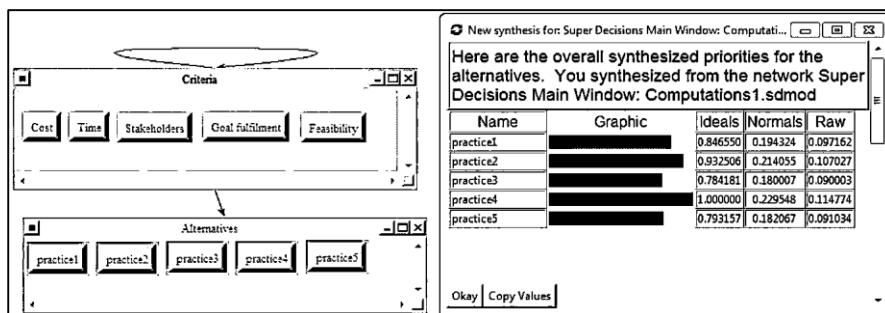 Criteria
Cost Time Stakeholders Goal fulfilment Feasibility
Alternatives
practice1 practice2 practice3 practice4 practice5
New synthesis for: Super Decisions Main Window: Computati...
Here are the overall synthesized priorities for the
alternatives. You synthesized from the network Super
Decisions Main Window: Computations1.sdmod
Name Graphic Ideals Normals Raw
practice1 0.846550 0.194324 0.097162
practice2 0.932506 0.214055 0.107027
practice3 0.784181 0.180007 0.090003
practice4 1.000000 0.229548 0.114774
practice5 0.793157 0.182067 0.091034
Okay Copy Values